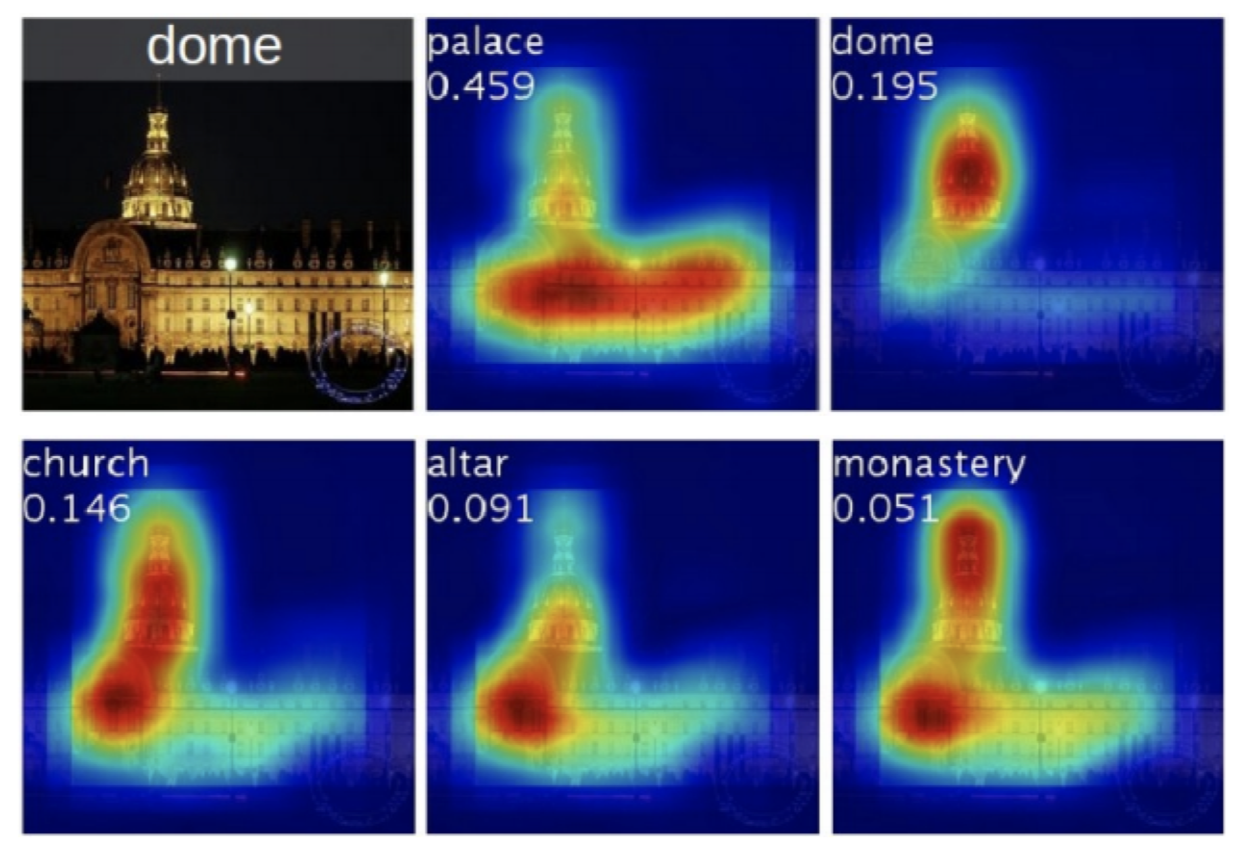 dome
palace
0.459
dome
0.195
church
0.146
altar
0.091
monastery
0.051